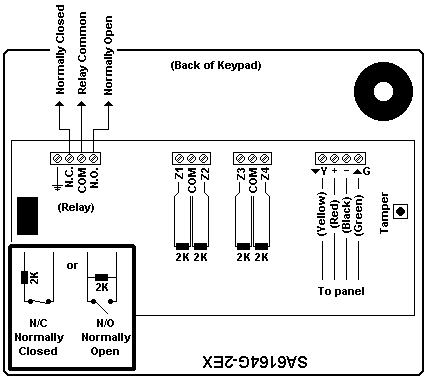 Normally Closed
Relay Common
Normally Open
(Back of Keypad)
N.C.
COM
N.O.
Z1
COM
Z2
Z3
COM
Z4
Y + − G
(Relay)
(Yellow)
(Red)
(Black)
(Green)
Tamper
2K 2K
2K 2K
To panel
2K
or
2K
N/C
Normally
Closed
N/O
Normally
Open
SA6164G-2EX